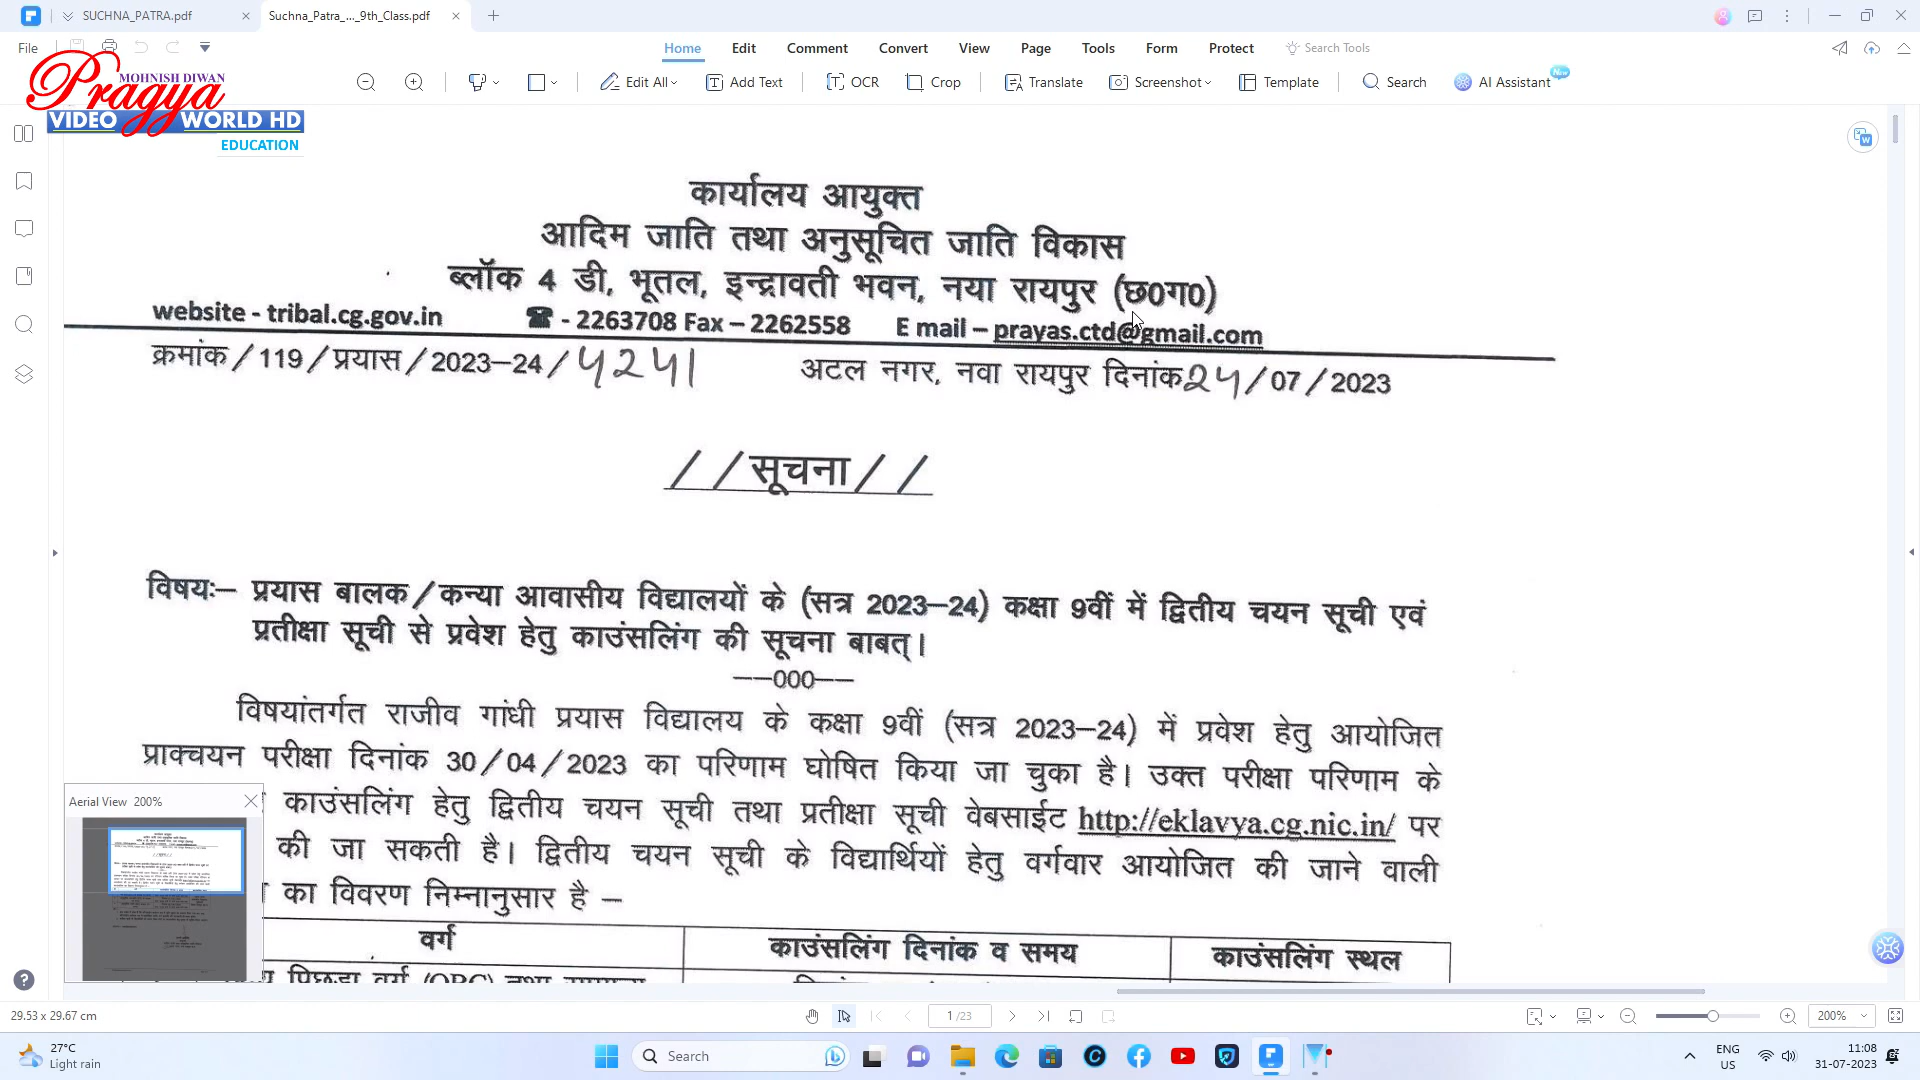 SUCHNA_PATRA.pdf
Suchna_Patra_..._9th_Class.pdf
File
Home Edit Comment Convert View Page Tools Form Protect Search Tools
Edit All Add Text OCR Crop Translate Screenshot Template Search AI Assistant New
Pragya
MOHNISH DIWAN
VIDEO WORLD HD
EDUCATION
कार्यालय आयुक्त
आदिम जाति तथा अनुसूचित जाति विकास
ब्लॉक 4 डी, भूतल, इन्द्रावती भवन, नया रायपुर (छ0ग0)
website - tribal.cg.gov.in ☎ - 2263708 Fax – 2262558 E mail – prayas.ctd@gmail.com
क्रमांक/119/प्रयास/2023–24/4241 अटल नगर, नवा रायपुर दिनांक 24/07/2023
//सूचना//
विषयः– प्रयास बालक/कन्या आवासीय विद्यालयों के (सत्र 2023–24) कक्षा 9वीं में द्वितीय चयन सूची एवं
प्रतीक्षा सूची से प्रवेश हेतु काउंसलिंग की सूचना बाबत्।
——000——
विषयांतर्गत राजीव गांधी प्रयास विद्यालय के कक्षा 9वीं (सत्र 2023–24) में प्रवेश हेतु आयोजित
प्राक्चयन परीक्षा दिनांक 30/04/2023 का परिणाम घोषित किया जा चुका है। उक्त परीक्षा परिणाम के
काउंसलिंग हेतु द्वितीय चयन सूची तथा प्रतीक्षा सूची वेबसाईट http://eklavya.cg.nic.in/ पर
की जा सकती है। द्वितीय चयन सूची के विद्यार्थियों हेतु वर्गवार आयोजित की जाने वाली
का विवरण निम्नानुसार है –
वर्ग काउंसलिंग दिनांक व समय काउंसलिंग स्थल
पिछड़ा वर्ग (OBC) तथा
Aerial View 200%
29.53 x 29.67 cm
1 /23
200%
27°C
Light rain
Search
ENG
US
11:08
31-07-2023